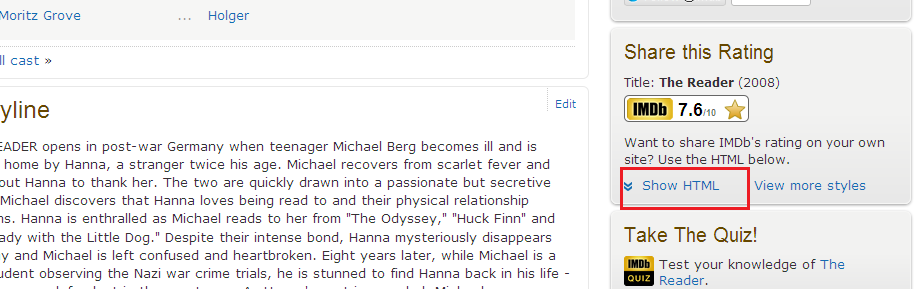 Moritz Grove ... Holger
ll cast »
yline
Edit
EADER opens in post-war Germany when teenager Michael Berg becomes ill and is
home by Hanna, a stranger twice his age. Michael recovers from scarlet fever and
out Hanna to thank her. The two are quickly drawn into a passionate but secretive
Michael discovers that Hanna loves being read to and their physical relationship
ns. Hanna is enthralled as Michael reads to her from "The Odyssey," "Huck Finn" and
ady with the Little Dog." Despite their intense bond, Hanna mysteriously disappears
ay and Michael is left confused and heartbroken. Eight years later, while Michael is a
udent observing the Nazi war crime trials, he is stunned to find Hanna back in his life -
Share this Rating
Title: The Reader (2008)
IMDb 7.6/10
Want to share IMDb's rating on your own
site? Use the HTML below.
Show HTML View more styles
Take The Quiz!
IMDb QUIZ Test your knowledge of The
Reader.